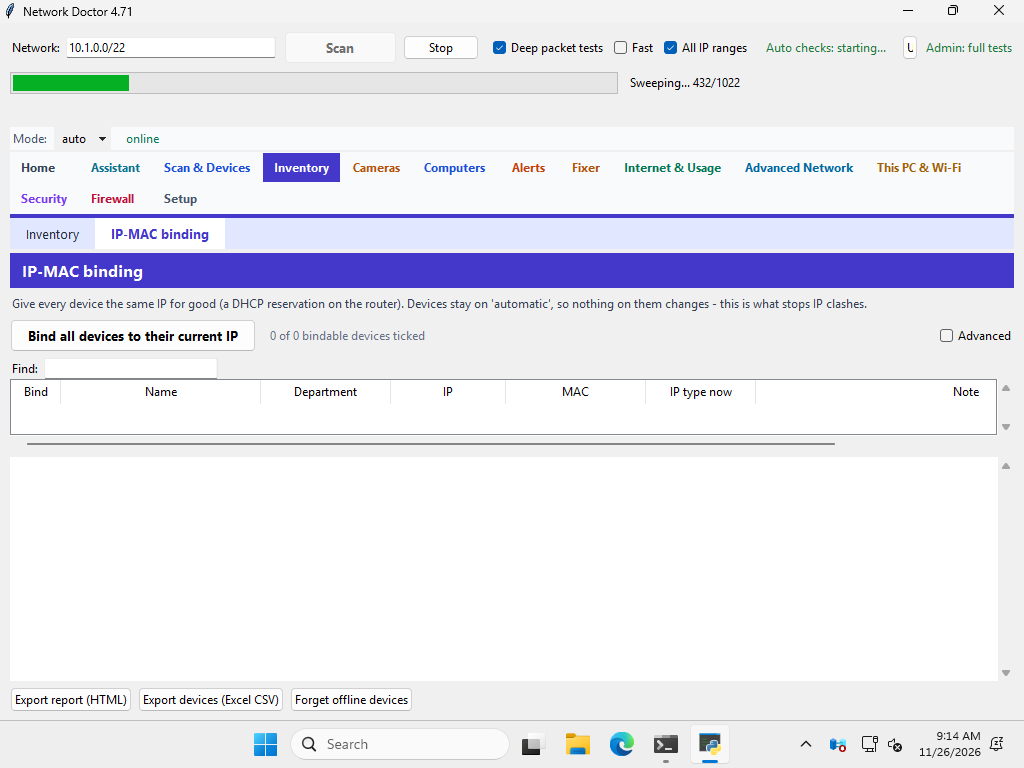 Network Doctor 4.71
Network: 10.1.0.0/22 Scan Stop Deep packet tests Fast All IP ranges Auto checks: starting... Admin: full tests
Sweeping... 432/1022
Mode: auto online
Home Assistant Scan & Devices Inventory Cameras Computers Alerts Fixer Internet & Usage Advanced Network This PC & Wi-Fi
Security Firewall Setup
Inventory IP-MAC binding
IP-MAC binding
Give every device the same IP for good (a DHCP reservation on the router). Devices stay on 'automatic', so nothing on them changes - this is what stops IP clashes.
Bind all devices to their current IP 0 of 0 bindable devices ticked Advanced
Find:
Bind Name Department IP MAC IP type now Note
Export report (HTML) Export devices (Excel CSV) Forget offline devices
Search
9:14 AM
11/26/2026